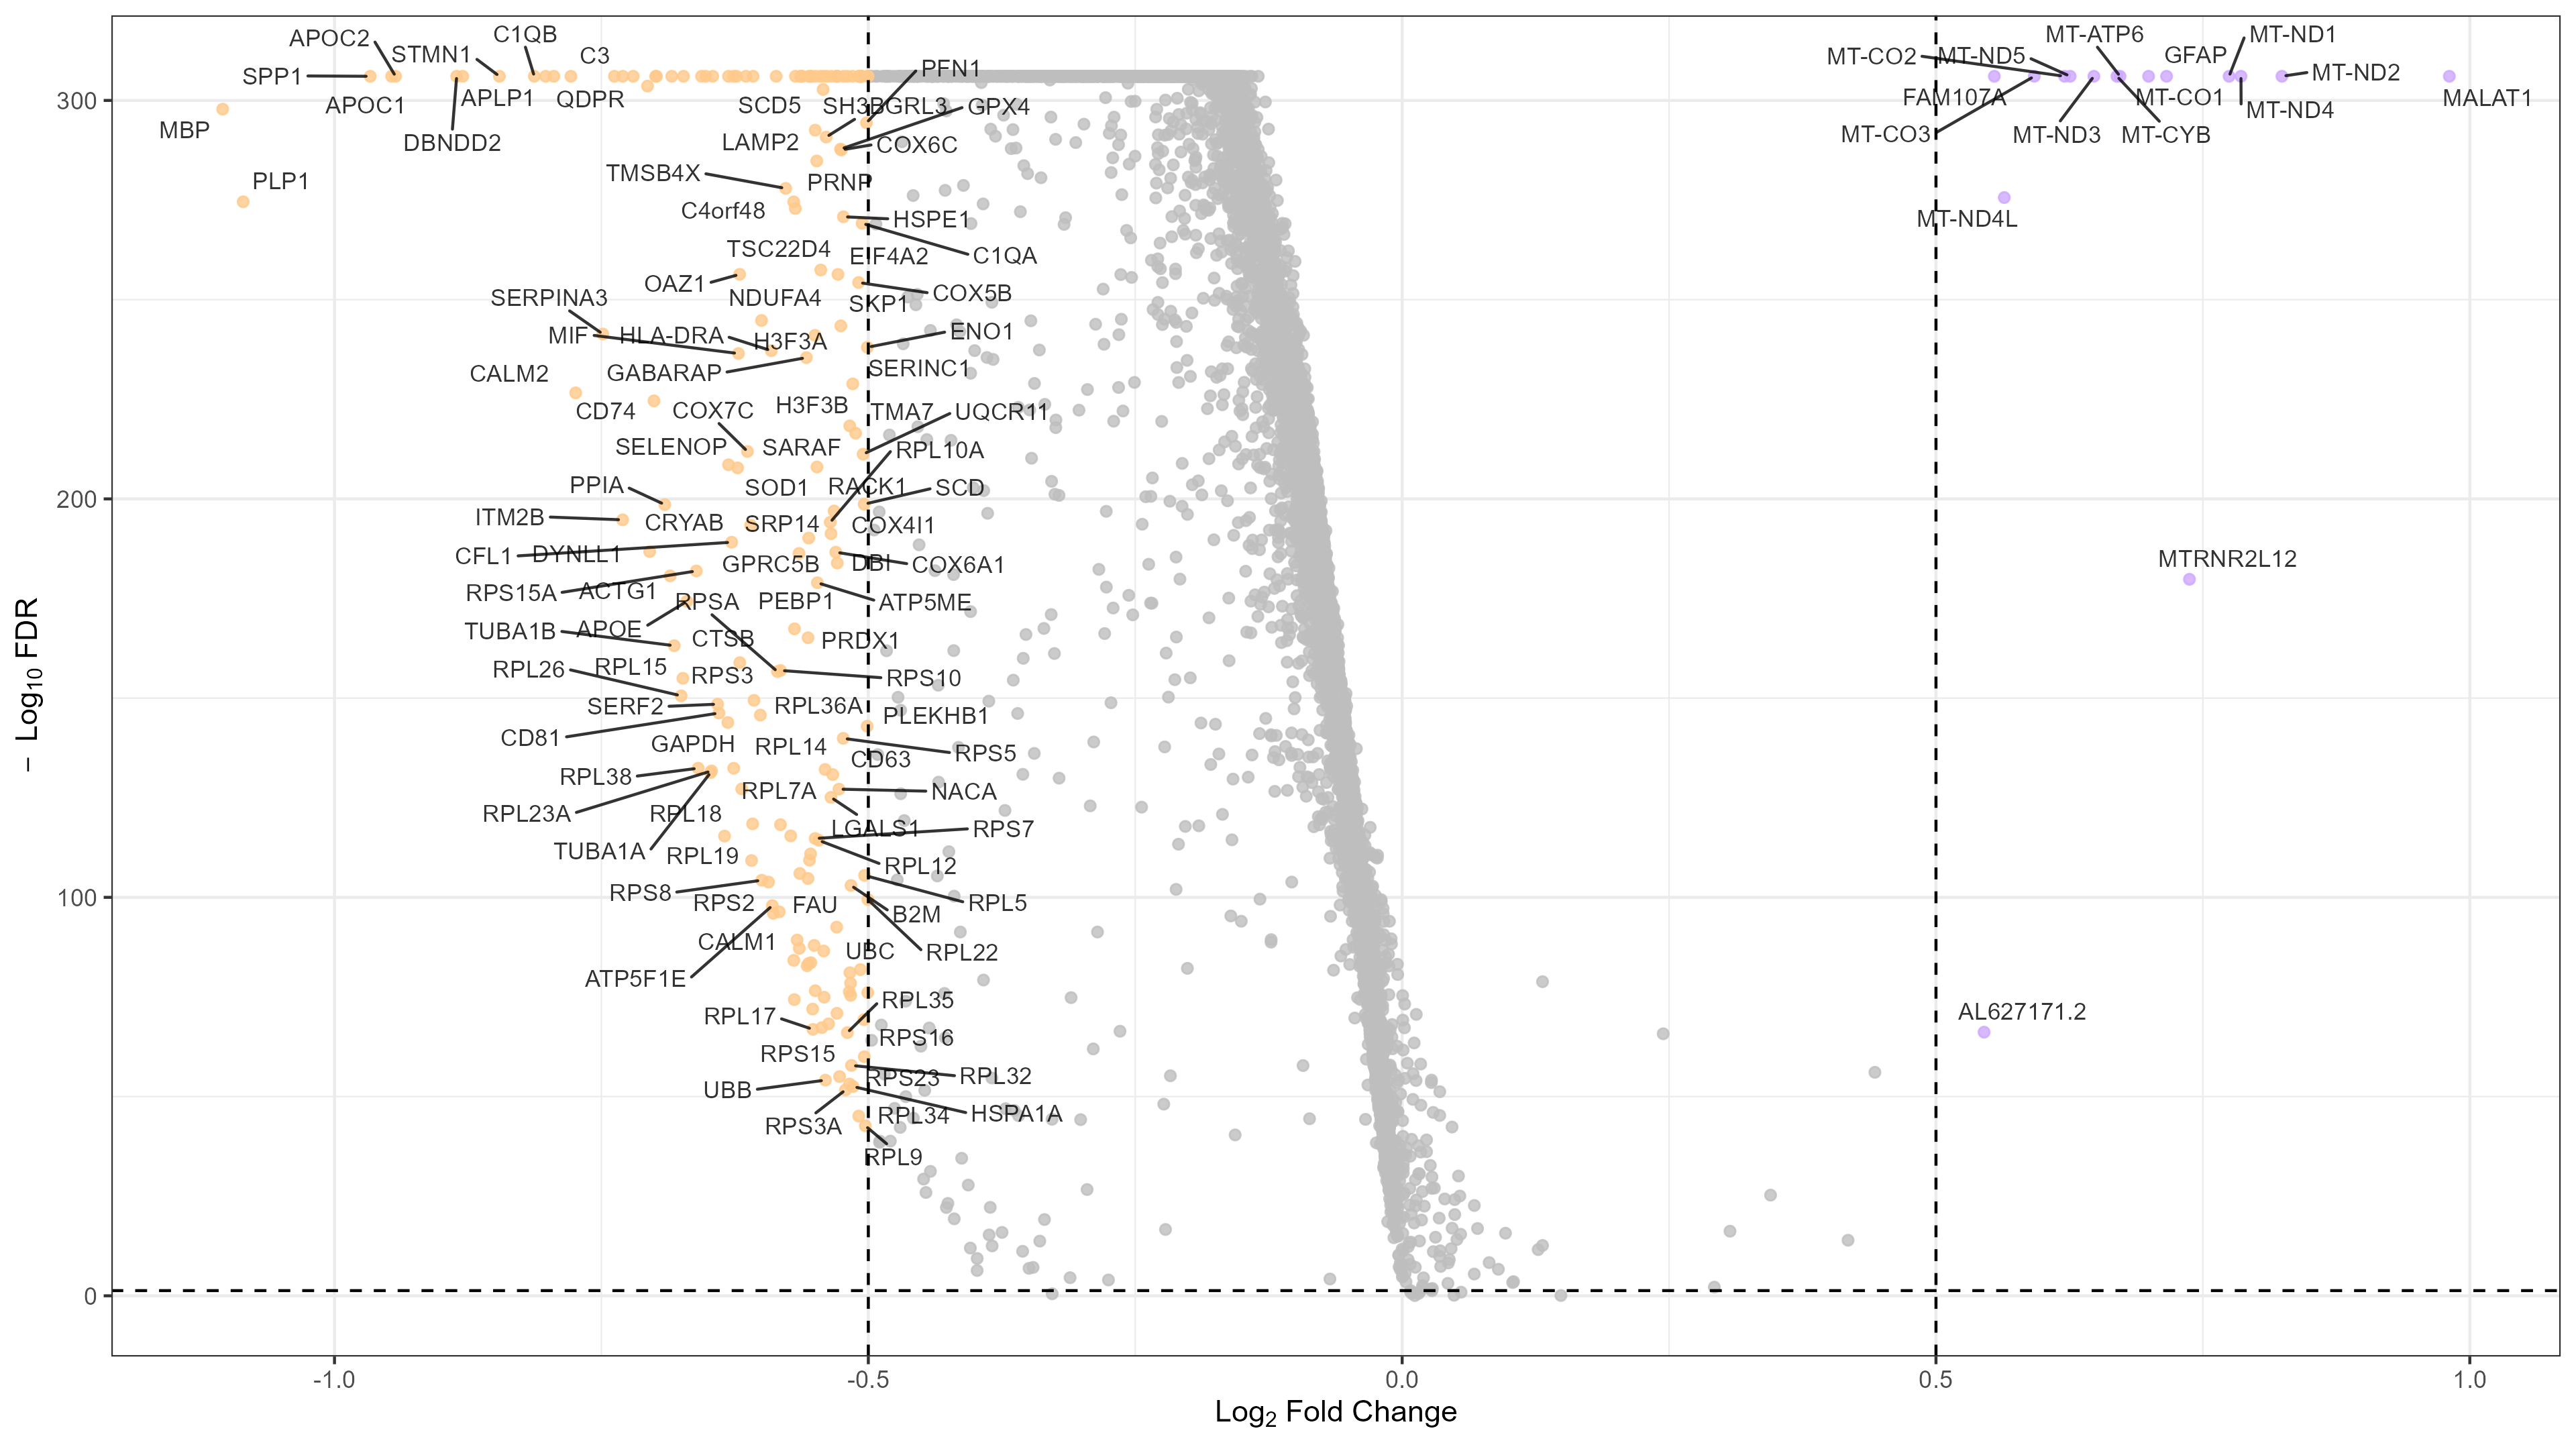 APOC2
C1QB
STMN1
C3
SPP1
APOC1
APLP1
QDPR
DBNDD2
MBP
PLP1
PFN1
SCD5
SH3BGRL3
GPX4
LAMP2
COX6C
TMSB4X
PRNP
C4orf48
HSPE1
TSC22D4
EIF4A2
C1QA
OAZ1
NDUFA4
SKP1
COX5B
SERPINA3
MIF
HLA-DRA
H3F3A
ENO1
CALM2
GABARAP
SERINC1
CD74
COX7C
H3F3B
TMA7
UQCR11
SELENOP
SARAF
RPL10A
PPIA
SOD1
RACK1
SCD
ITM2B
CRYAB
SRP14
COX4I1
CFL1
DYNLL1
GPRC5B
DBI
COX6A1
RPS15A
ACTG1
RPSA
PEBP1
ATP5ME
TUBA1B
APOE
CTSB
PRDX1
RPL26
RPL15
RPS3
RPS10
SERF2
RPL36A
PLEKHB1
CD81
GAPDH
RPL14
CD63
RPS5
RPL38
RPL7A
NACA
RPL23A
RPL18
LGALS1
RPS7
TUBA1A
RPL19
RPL12
RPS8
RPS2
FAU
B2M
RPL5
CALM1
UBC
RPL22
ATP5F1E
RPL17
RPL35
RPS15
RPS16
UBB
RPS23
RPL32
RPS3A
RPL34
HSPA1A
RPL9
MT-CO2
MT-ND5
MT-ATP6
GFAP
MT-ND1
MT-ND2
FAM107A
MT-CO1
MT-ND4
MALAT1
MT-CO3
MT-ND3
MT-CYB
MT-ND4L
MTRNR2L12
AL627171.2
300
200
100
0
− Log10 FDR
-1.0
-0.5
0.0
0.5
1.0
Log2 Fold Change